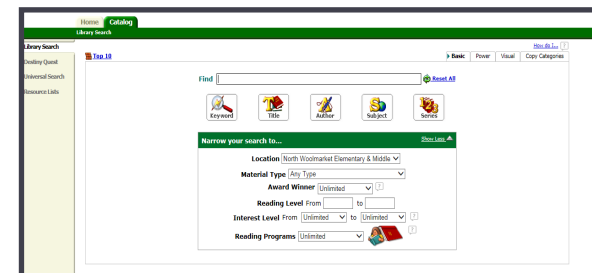 Home Catalog
Library Search
Library Search
Destiny Quest
Universal Search
Resource Lists
How do I... ?
Top 10
Basic Power Visual Copy Categories
Find Reset All
Keyword Title Author Subject Series
Narrow your search to... Show Less
Location North Woolmarket Elementary & Middle
Material Type Any Type
Award Winner Unlimited ?
Reading Level From to
Interest Level From Unlimited to Unlimited ?
Reading Programs Unlimited ?